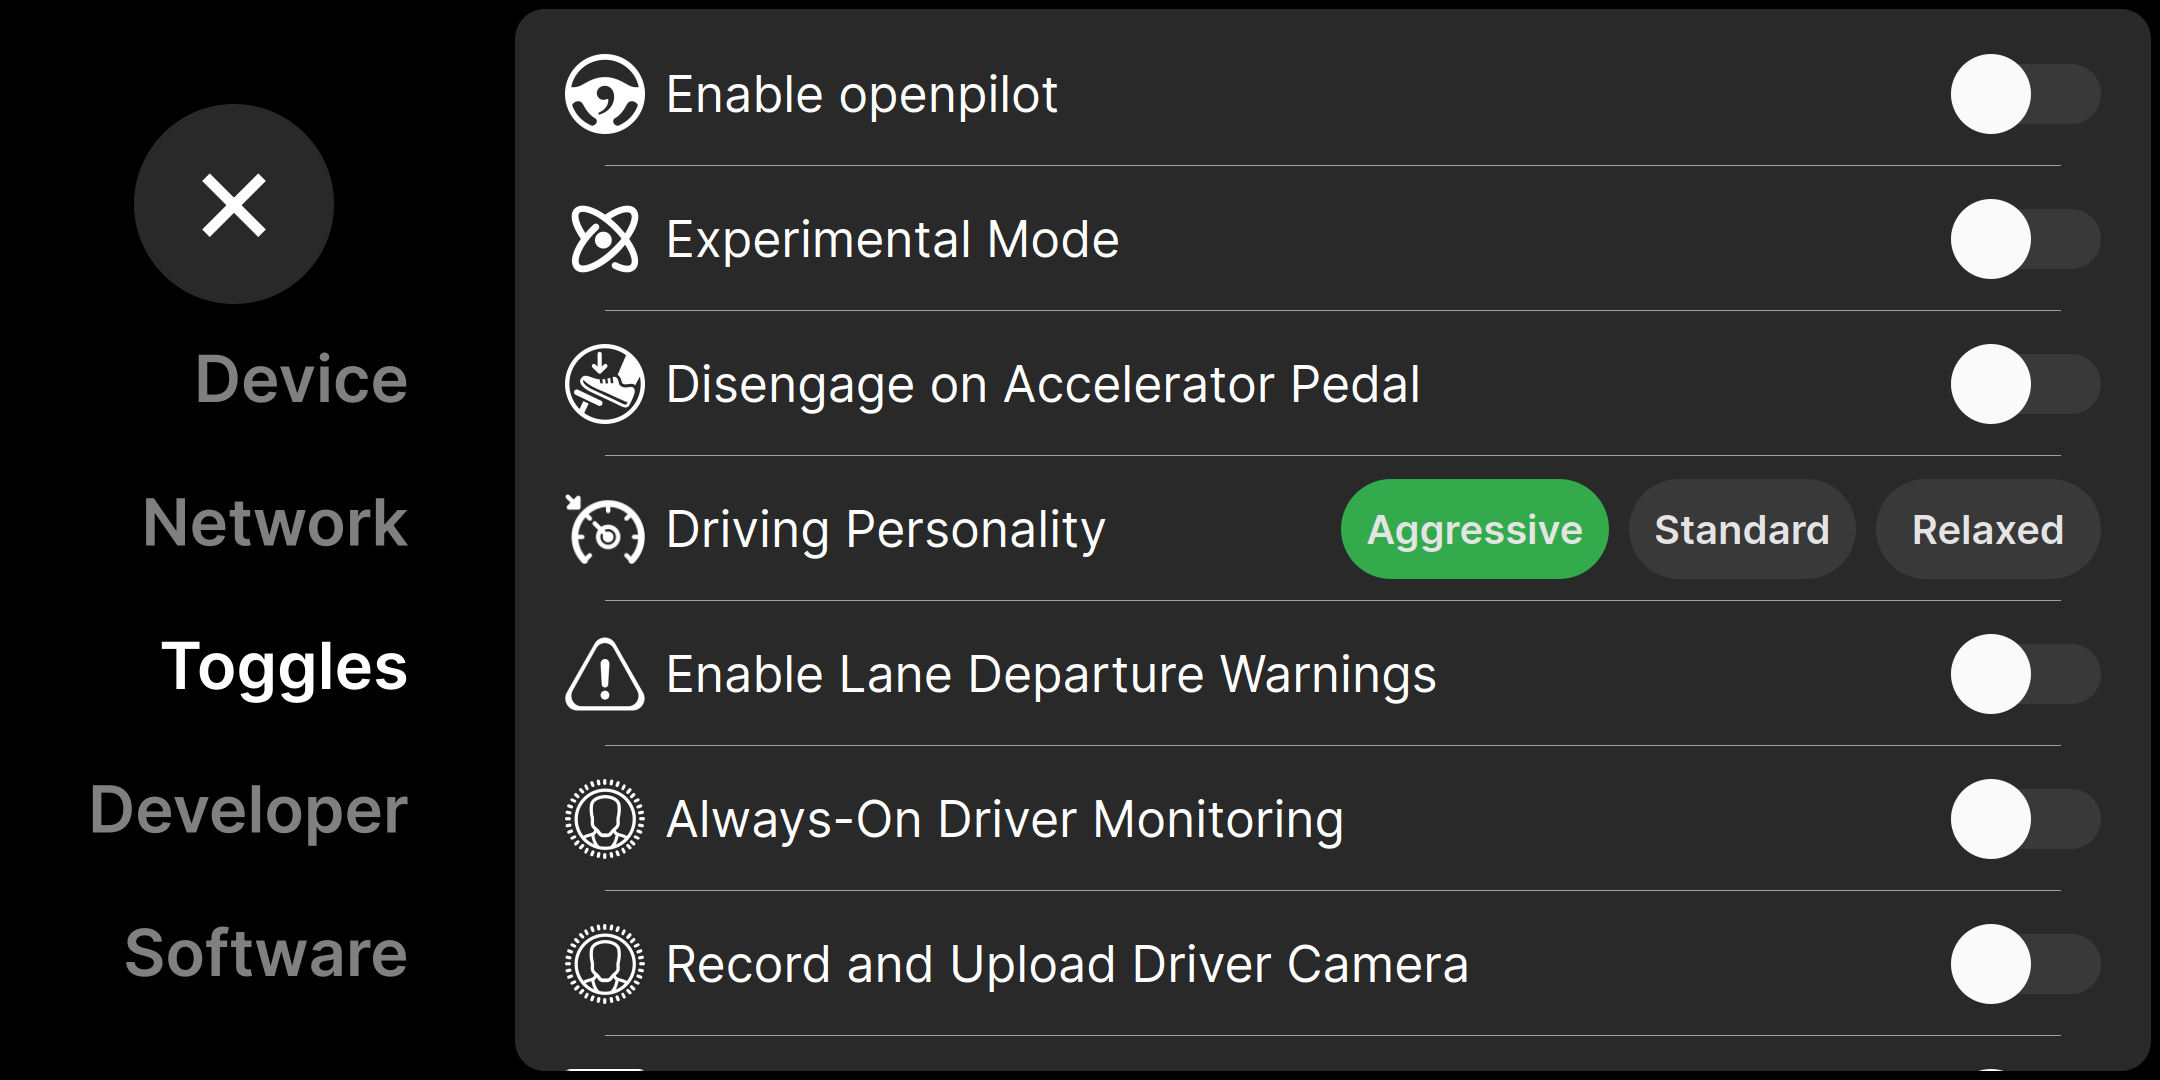 Device
Network
Toggles
Developer
Software
Enable openpilot
Experimental Mode
Disengage on Accelerator Pedal
Driving Personality Aggressive Standard Relaxed
Enable Lane Departure Warnings
Always-On Driver Monitoring
Record and Upload Driver Camera